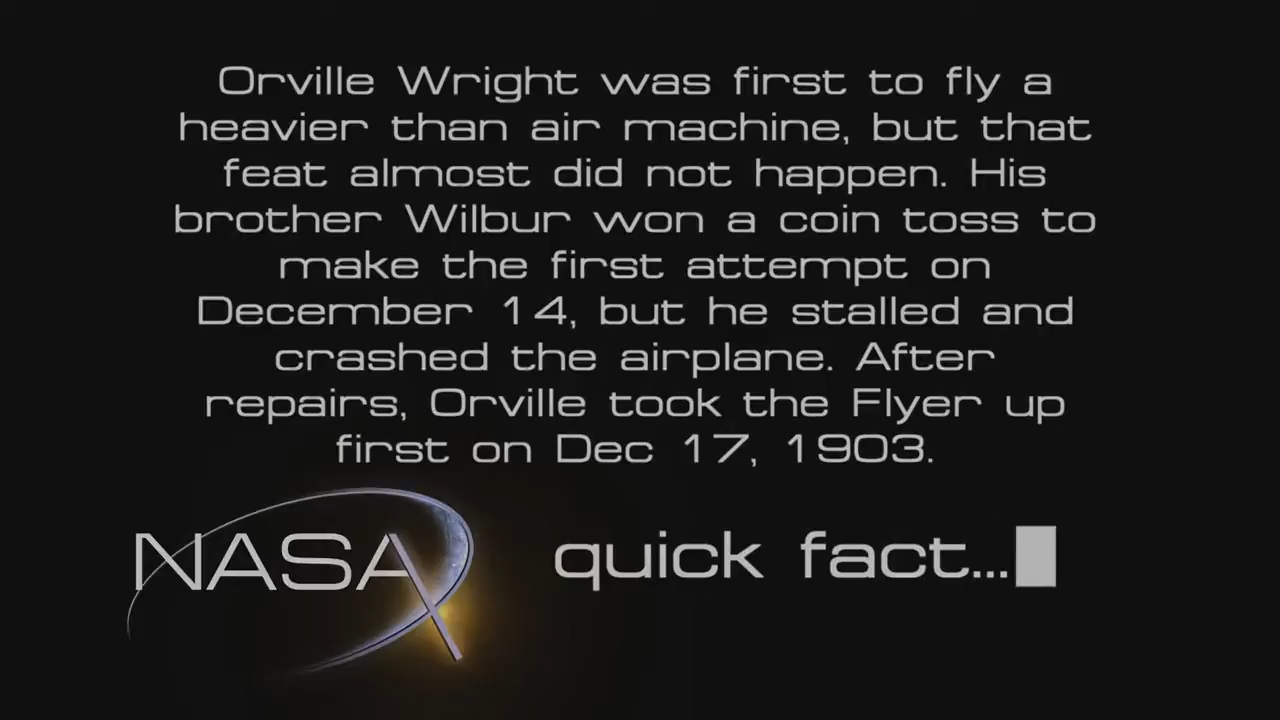 Orville Wright was first to fly a
heavier than air machine, but that
feat almost did not happen. His
brother Wilbur won a coin toss to
make the first attempt on
December 14, but he stalled and
crashed the airplane. After
repairs, Orville took the Flyer up
first on Dec 17, 1903.
NASA quick fact...